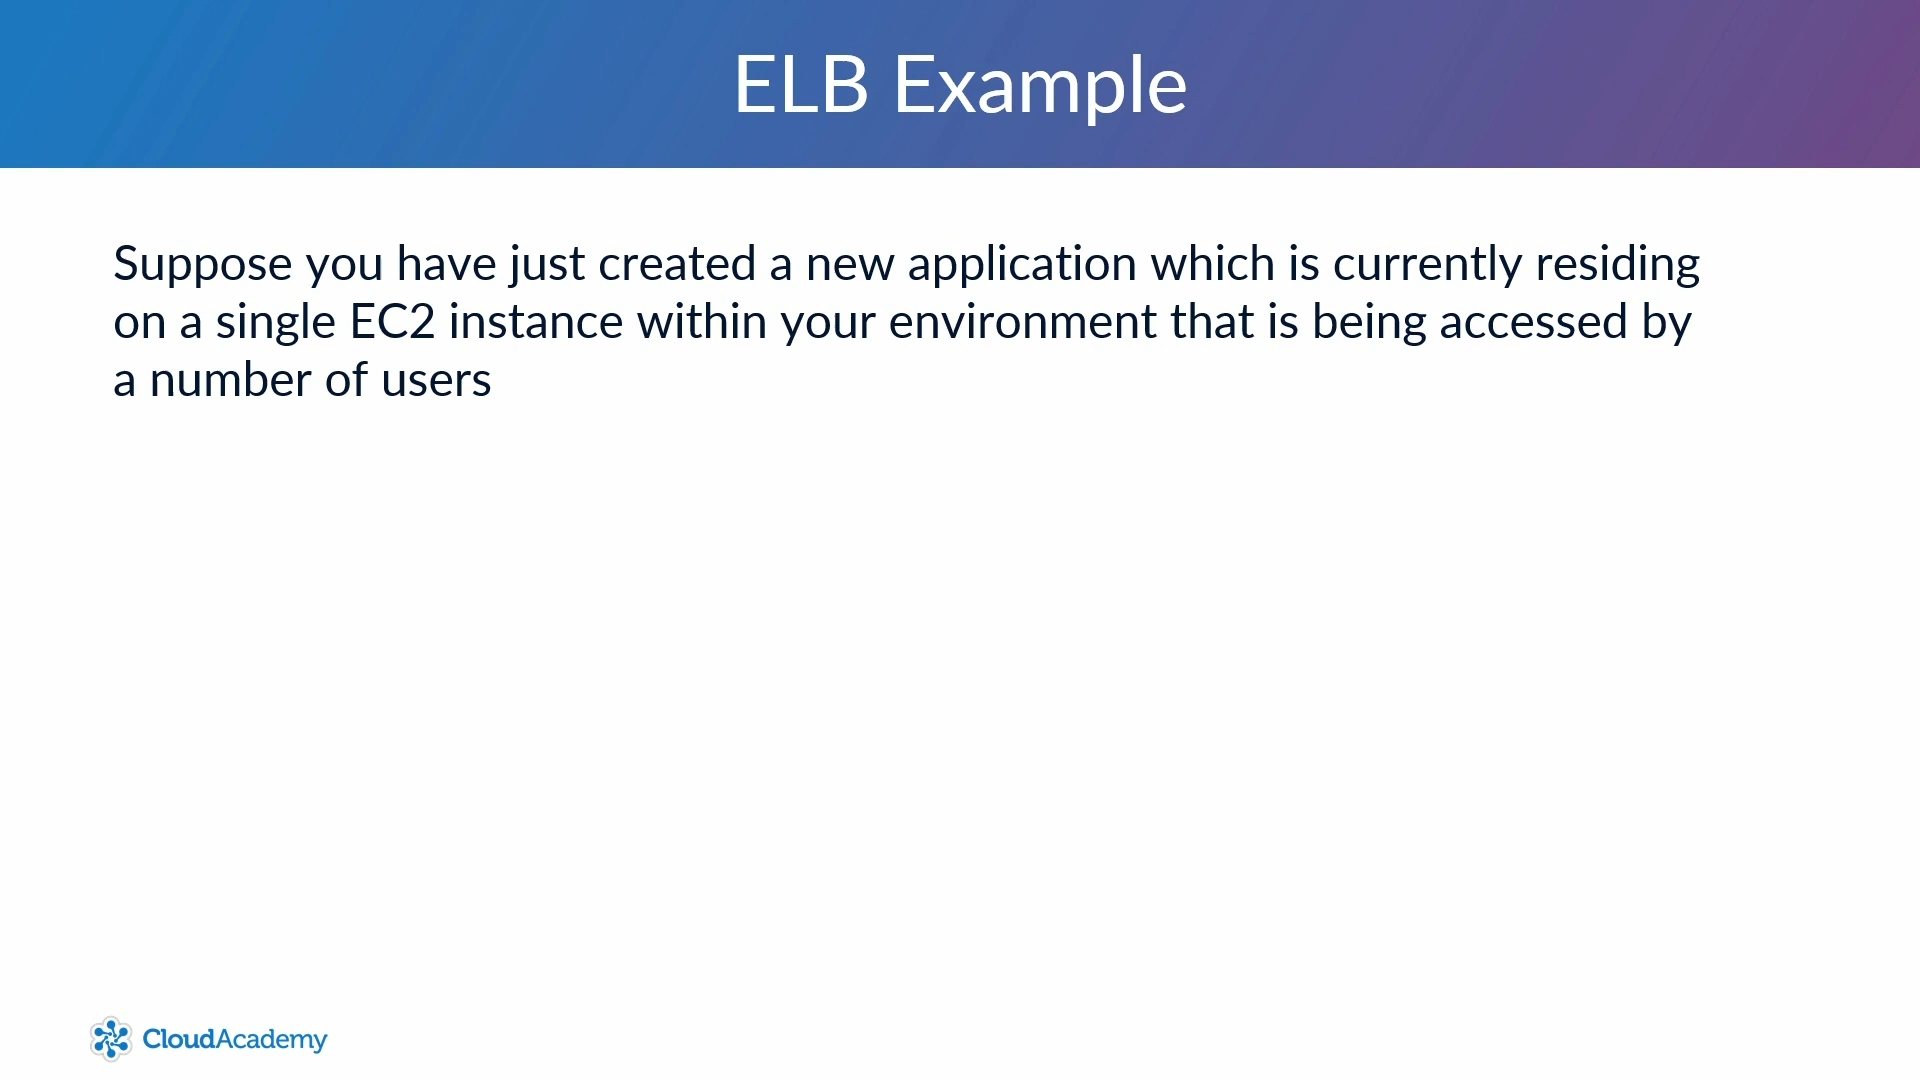 ELB Example
Suppose you have just created a new application which is currently residing
on a single EC2 instance within your environment that is being accessed by
a number of users
CloudAcademy